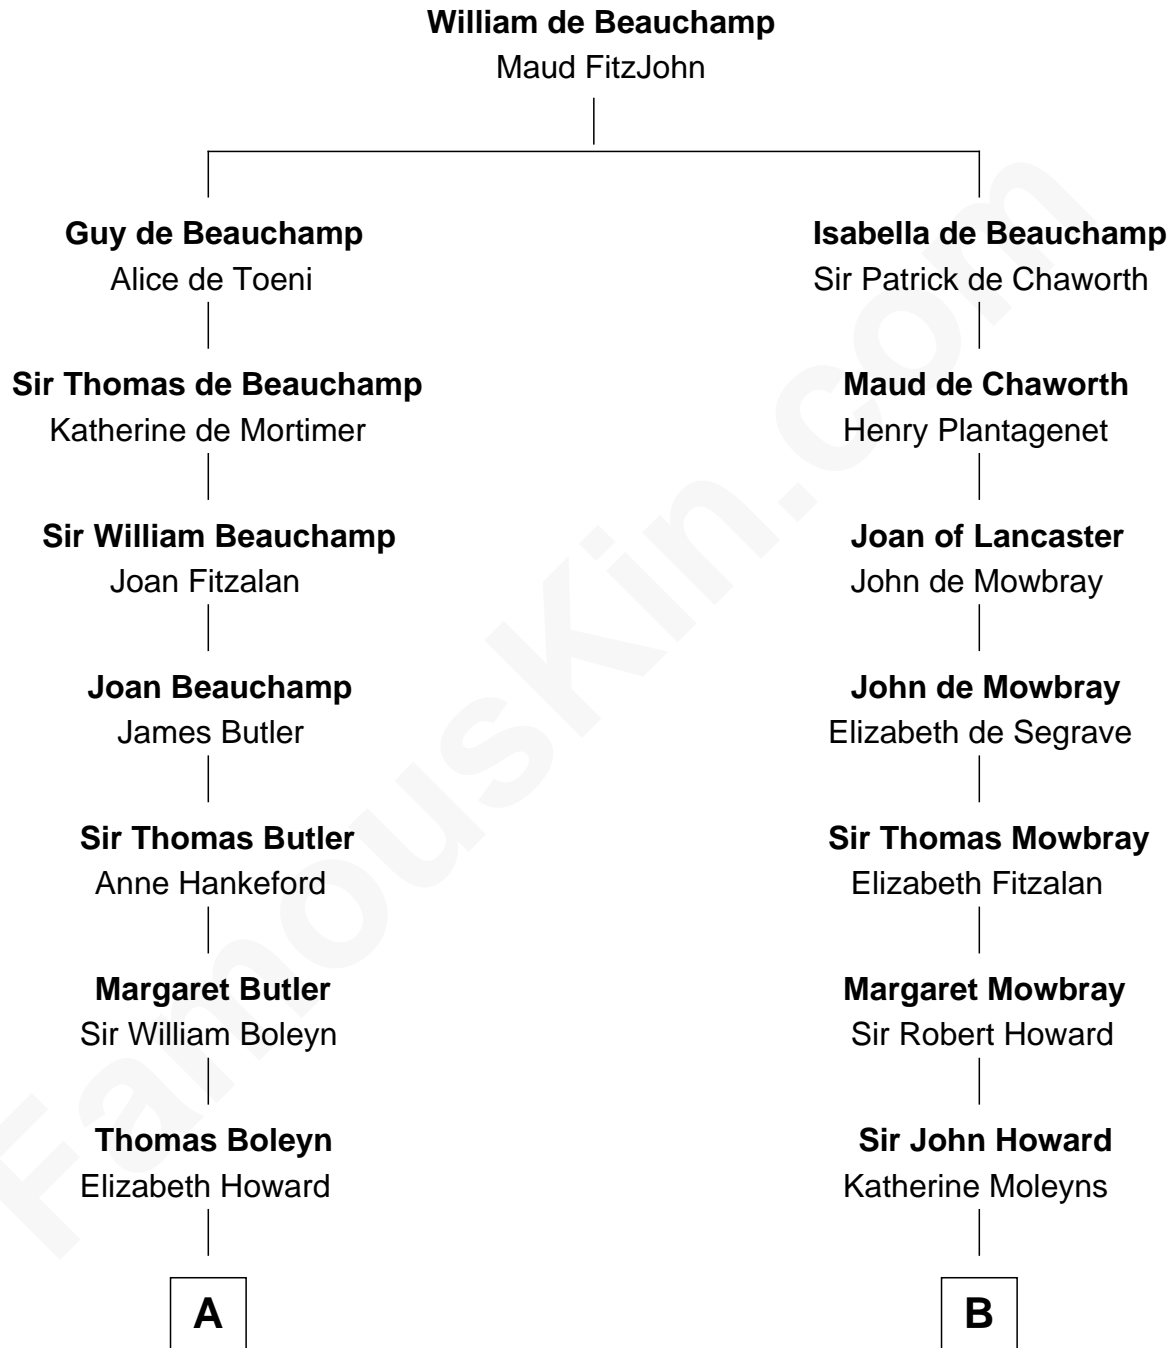 William de Beauchamp
Maud FitzJohn
Guy de Beauchamp
Alice de Toeni
Sir Thomas de Beauchamp
Katherine de Mortimer
Sir William Beauchamp
Joan Fitzalan
Joan Beauchamp
James Butler
Sir Thomas Butler
Anne Hankeford
Margaret Butler
Sir William Boleyn
Thomas Boleyn
Elizabeth Howard
A
Isabella de Beauchamp
Sir Patrick de Chaworth
Maud de Chaworth
Henry Plantagenet
Joan of Lancaster
John de Mowbray
John de Mowbray
Elizabeth de Segrave
Sir Thomas Mowbray
Elizabeth Fitzalan
Margaret Mowbray
Sir Robert Howard
Sir John Howard
Katherine Moleyns
B
FamousKin.com